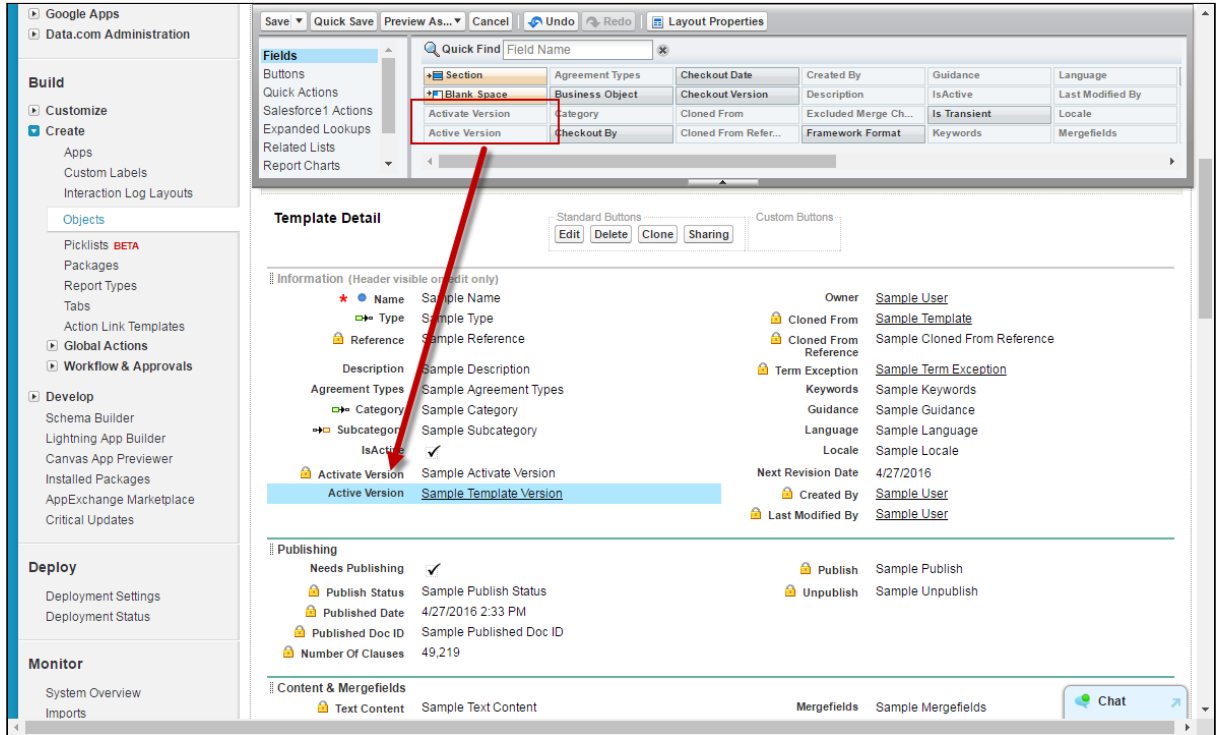 Google Apps
Data.com Administration
Build
Customize
Create
Apps
Custom Labels
Interaction Log Layouts
Objects
Picklists BETA
Packages
Report Types
Tabs
Action Link Templates
Global Actions
Workflow & Approvals
Develop
Schema Builder
Lightning App Builder
Canvas App Previewer
Installed Packages
AppExchange Marketplace
Critical Updates
Deploy
Deployment Settings
Deployment Status
Monitor
System Overview
Imports
Save Quick Save Preview As... Cancel Undo Redo Layout Properties
Fields
Buttons
Quick Actions
Salesforce1 Actions
Expanded Lookups
Related Lists
Report Charts
Quick Find Field Name
Section Agreement Types Checkout Date Created By Guidance Language
Blank Space Business Object Checkout Version Description IsActive Last Modified By
Activate Version Category Cloned From Excluded Merge Ch... Is Transient Locale
Active Version Checkout By Cloned From Refer... Framework Format Keywords Mergefields
Template Detail
Standard Buttons
Edit Delete Clone Sharing
Custom Buttons
Information (Header visible on edit only)
* Name Sample Name Owner Sample User
Type Sample Type Cloned From Sample Template
Reference Sample Reference Cloned From Reference Sample Cloned From Reference
Description Sample Description Term Exception Sample Term Exception
Agreement Types Sample Agreement Types Keywords Sample Keywords
Category Sample Category Guidance Sample Guidance
Subcategory Sample Subcategory Language Sample Language
IsActive Locale Sample Locale
Activate Version Sample Activate Version Next Revision Date 4/27/2016
Active Version Sample Template Version Created By Sample User
Last Modified By Sample User
Publishing
Needs Publishing Publish Sample Publish
Publish Status Sample Publish Status Unpublish Sample Unpublish
Published Date 4/27/2016 2:33 PM
Published Doc ID Sample Published Doc ID
Number Of Clauses 49,219
Content & Mergefields
Text Content Sample Text Content Mergefields Sample Mergefields
Chat